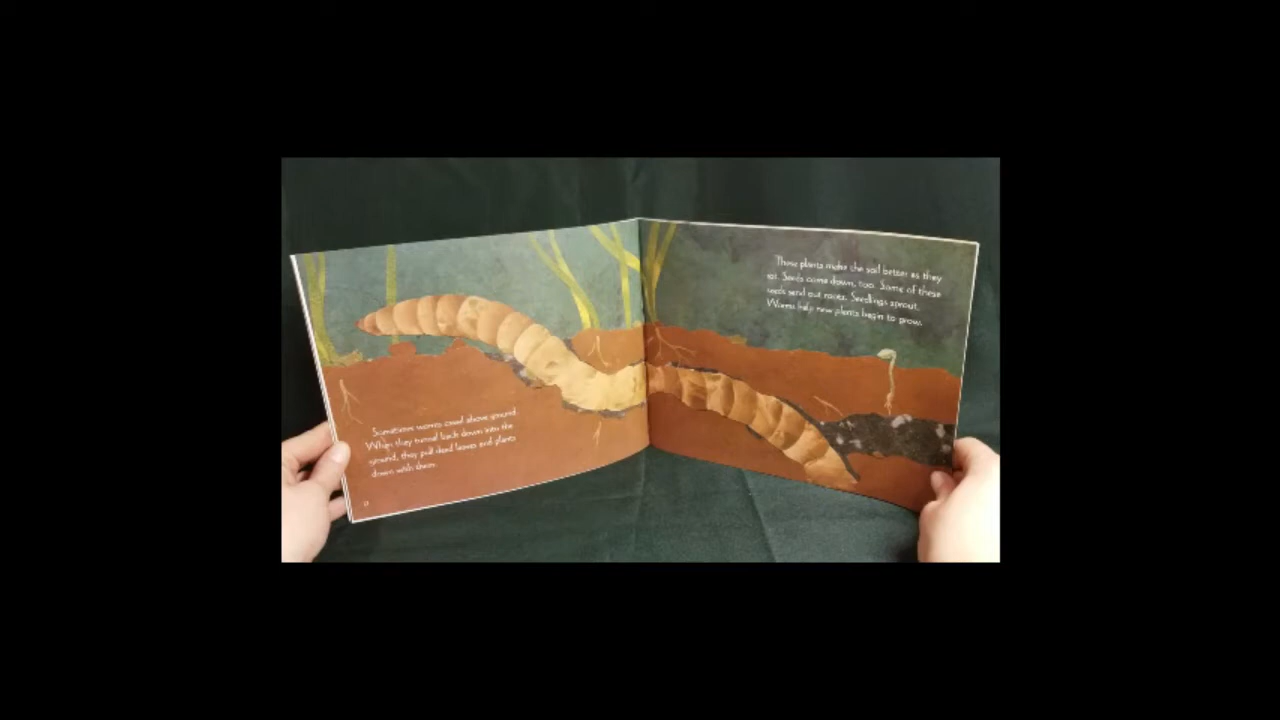 Sometimes worms crawl above ground.
When they tunnel back down into the
ground, they pull dead leaves and plants
down with them.
These plants make the soil better as they
rot. Seeds come down, too. Some of these
seeds send out roots. Seedlings sprout.
Worms help new plants begin to grow.